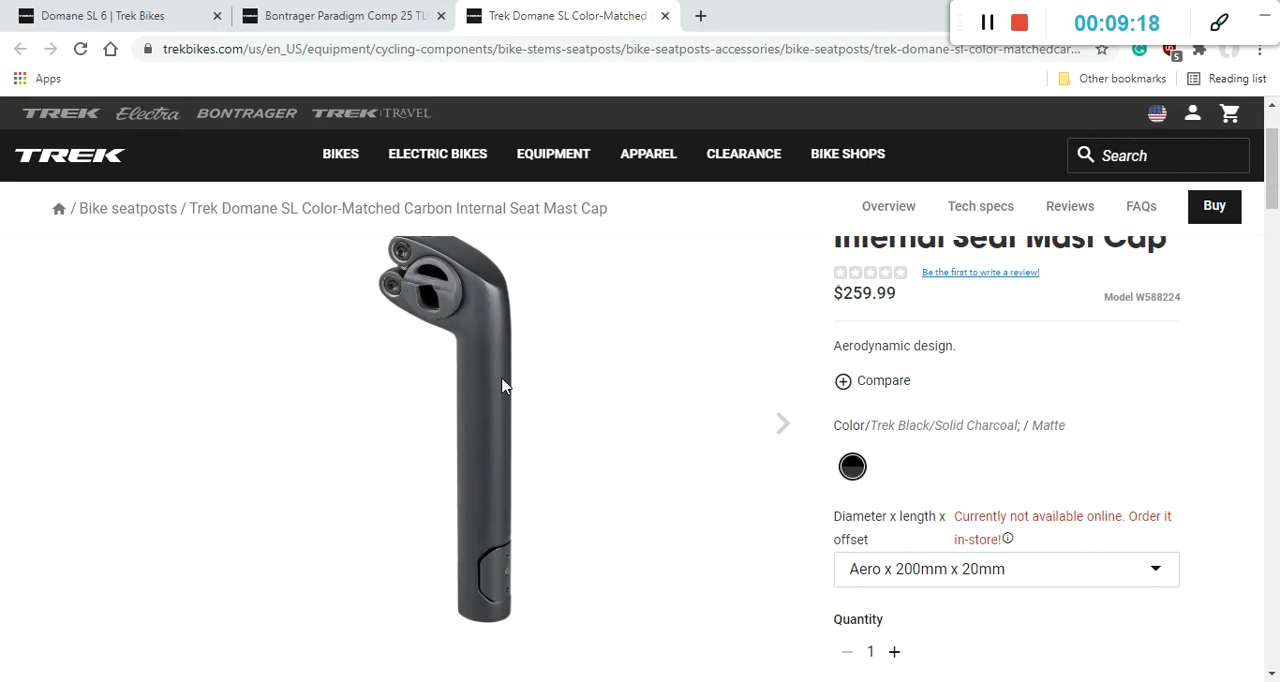 Domane SL 6 | Trek Bikes
Bontrager Paradigm Comp 25 TL
Trek Domane SL Color-Matched
00:09:18
trekbikes.com/us/en_US/equipment/cycling-components/bike-stems-seatposts/bike-seatposts-accessories/bike-seatposts/trek-domane-sl-color-matchedcar...
5
Apps
Other bookmarks
Reading list
TREK Electra BONTRAGER TREK TRAVEL
TREK
BIKES ELECTRIC BIKES EQUIPMENT APPAREL CLEARANCE BIKE SHOPS
Search
/ Bike seatposts / Trek Domane SL Color-Matched Carbon Internal Seat Mast Cap
Overview Tech specs Reviews FAQs Buy
Internal Seat Mast Cap
Be the first to write a review!
$259.99
Model W588224
Aerodynamic design.
Compare
Color/Trek Black/Solid Charcoal; / Matte
Diameter x length x offset
Currently not available online. Order it in-store!
Aero x 200mm x 20mm
Quantity
1